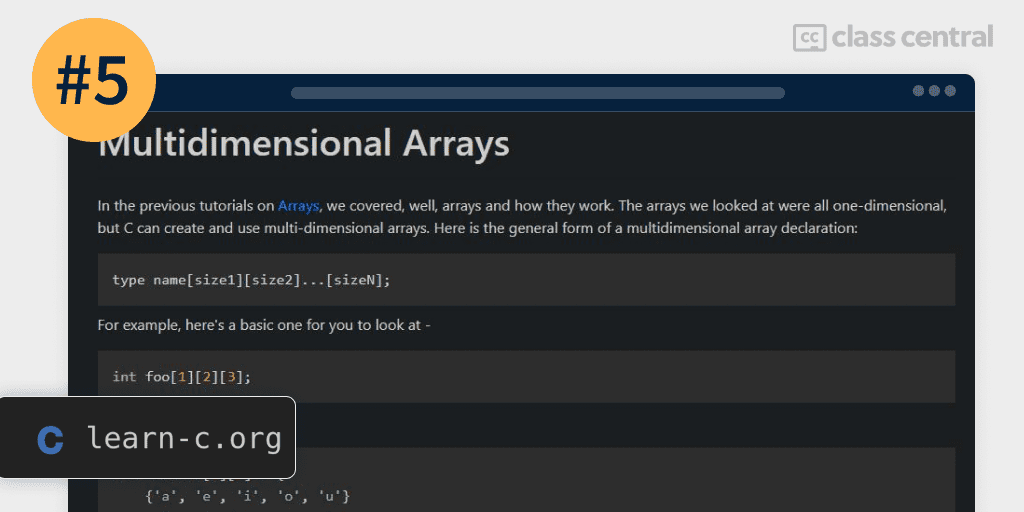 #5
class central
Multidimensional Arrays
In the previous tutorials on Arrays, we covered, well, arrays and how they work. The arrays we looked at were all one-dimensional,
but C can create and use multi-dimensional arrays. Here is the general form of a multidimensional array declaration:
type name[size1][size2]...[sizeN];
For example, here's a basic one for you to look at -
int foo[1][2][3];
C learn-c.org
{'a', 'e', 'i', 'o', 'u'}